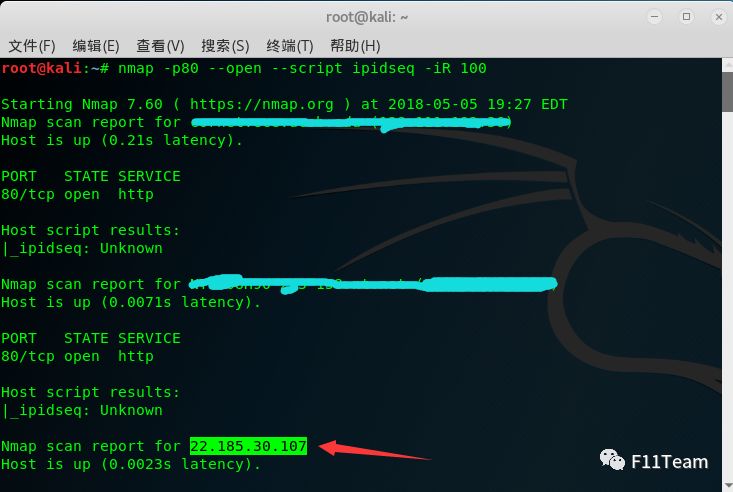 root@kali: ~
文件(F) 编辑(E) 查看(V) 搜索(S) 终端(T) 帮助(H)
root@kali:~# nmap -p80 --open --script ipidseq -iR 100
Starting Nmap 7.60 ( https://nmap.org ) at 2018-05-05 19:27 EDT
Nmap scan report for
Host is up (0.21s latency).
PORT STATE SERVICE
80/tcp open http
Host script results:
|_ipidseq: Unknown
Nmap scan report for
Host is up (0.0071s latency).
PORT STATE SERVICE
80/tcp open http
Host script results:
|_ipidseq: Unknown
Nmap scan report for 22.185.30.107
Host is up (0.0023s latency).
F11Team